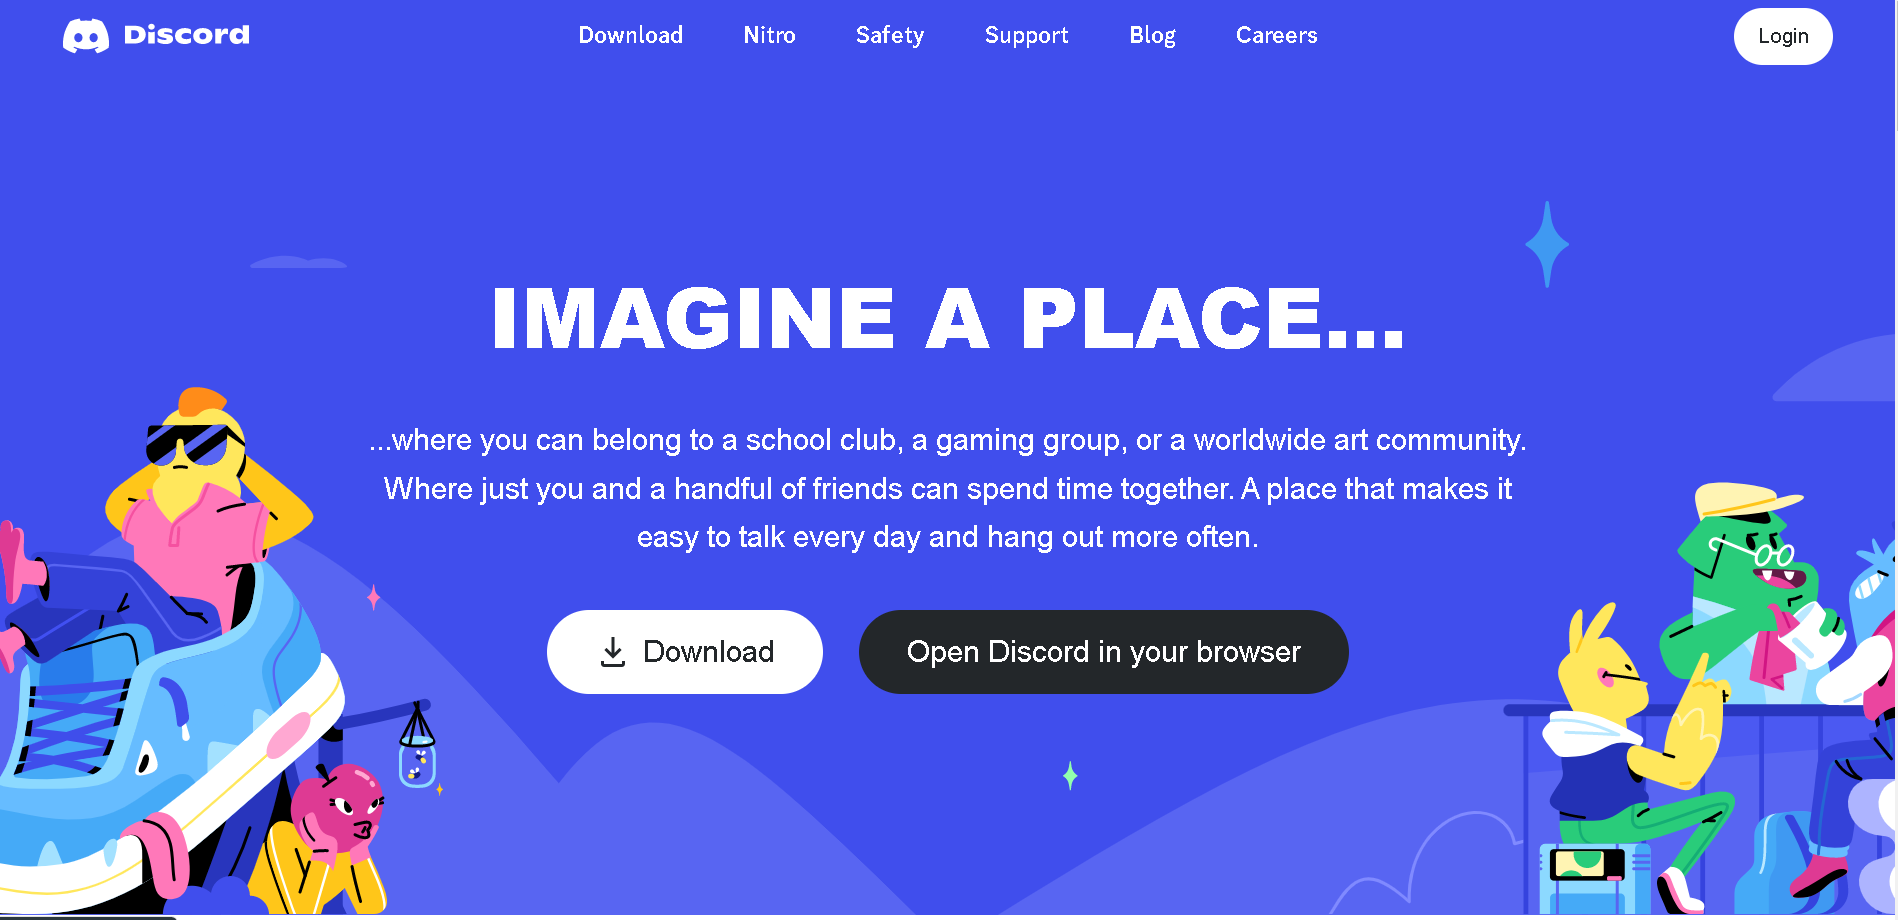 Discord
Download
Nitro
Safety
Support
Blog
Careers
Login
IMAGINE A PLACE...
...where you can belong to a school club, a gaming group, or a worldwide art community.
Where just you and a handful of friends can spend time together. A place that makes it
easy to talk every day and hang out more often.
Download
Open Discord in your browser